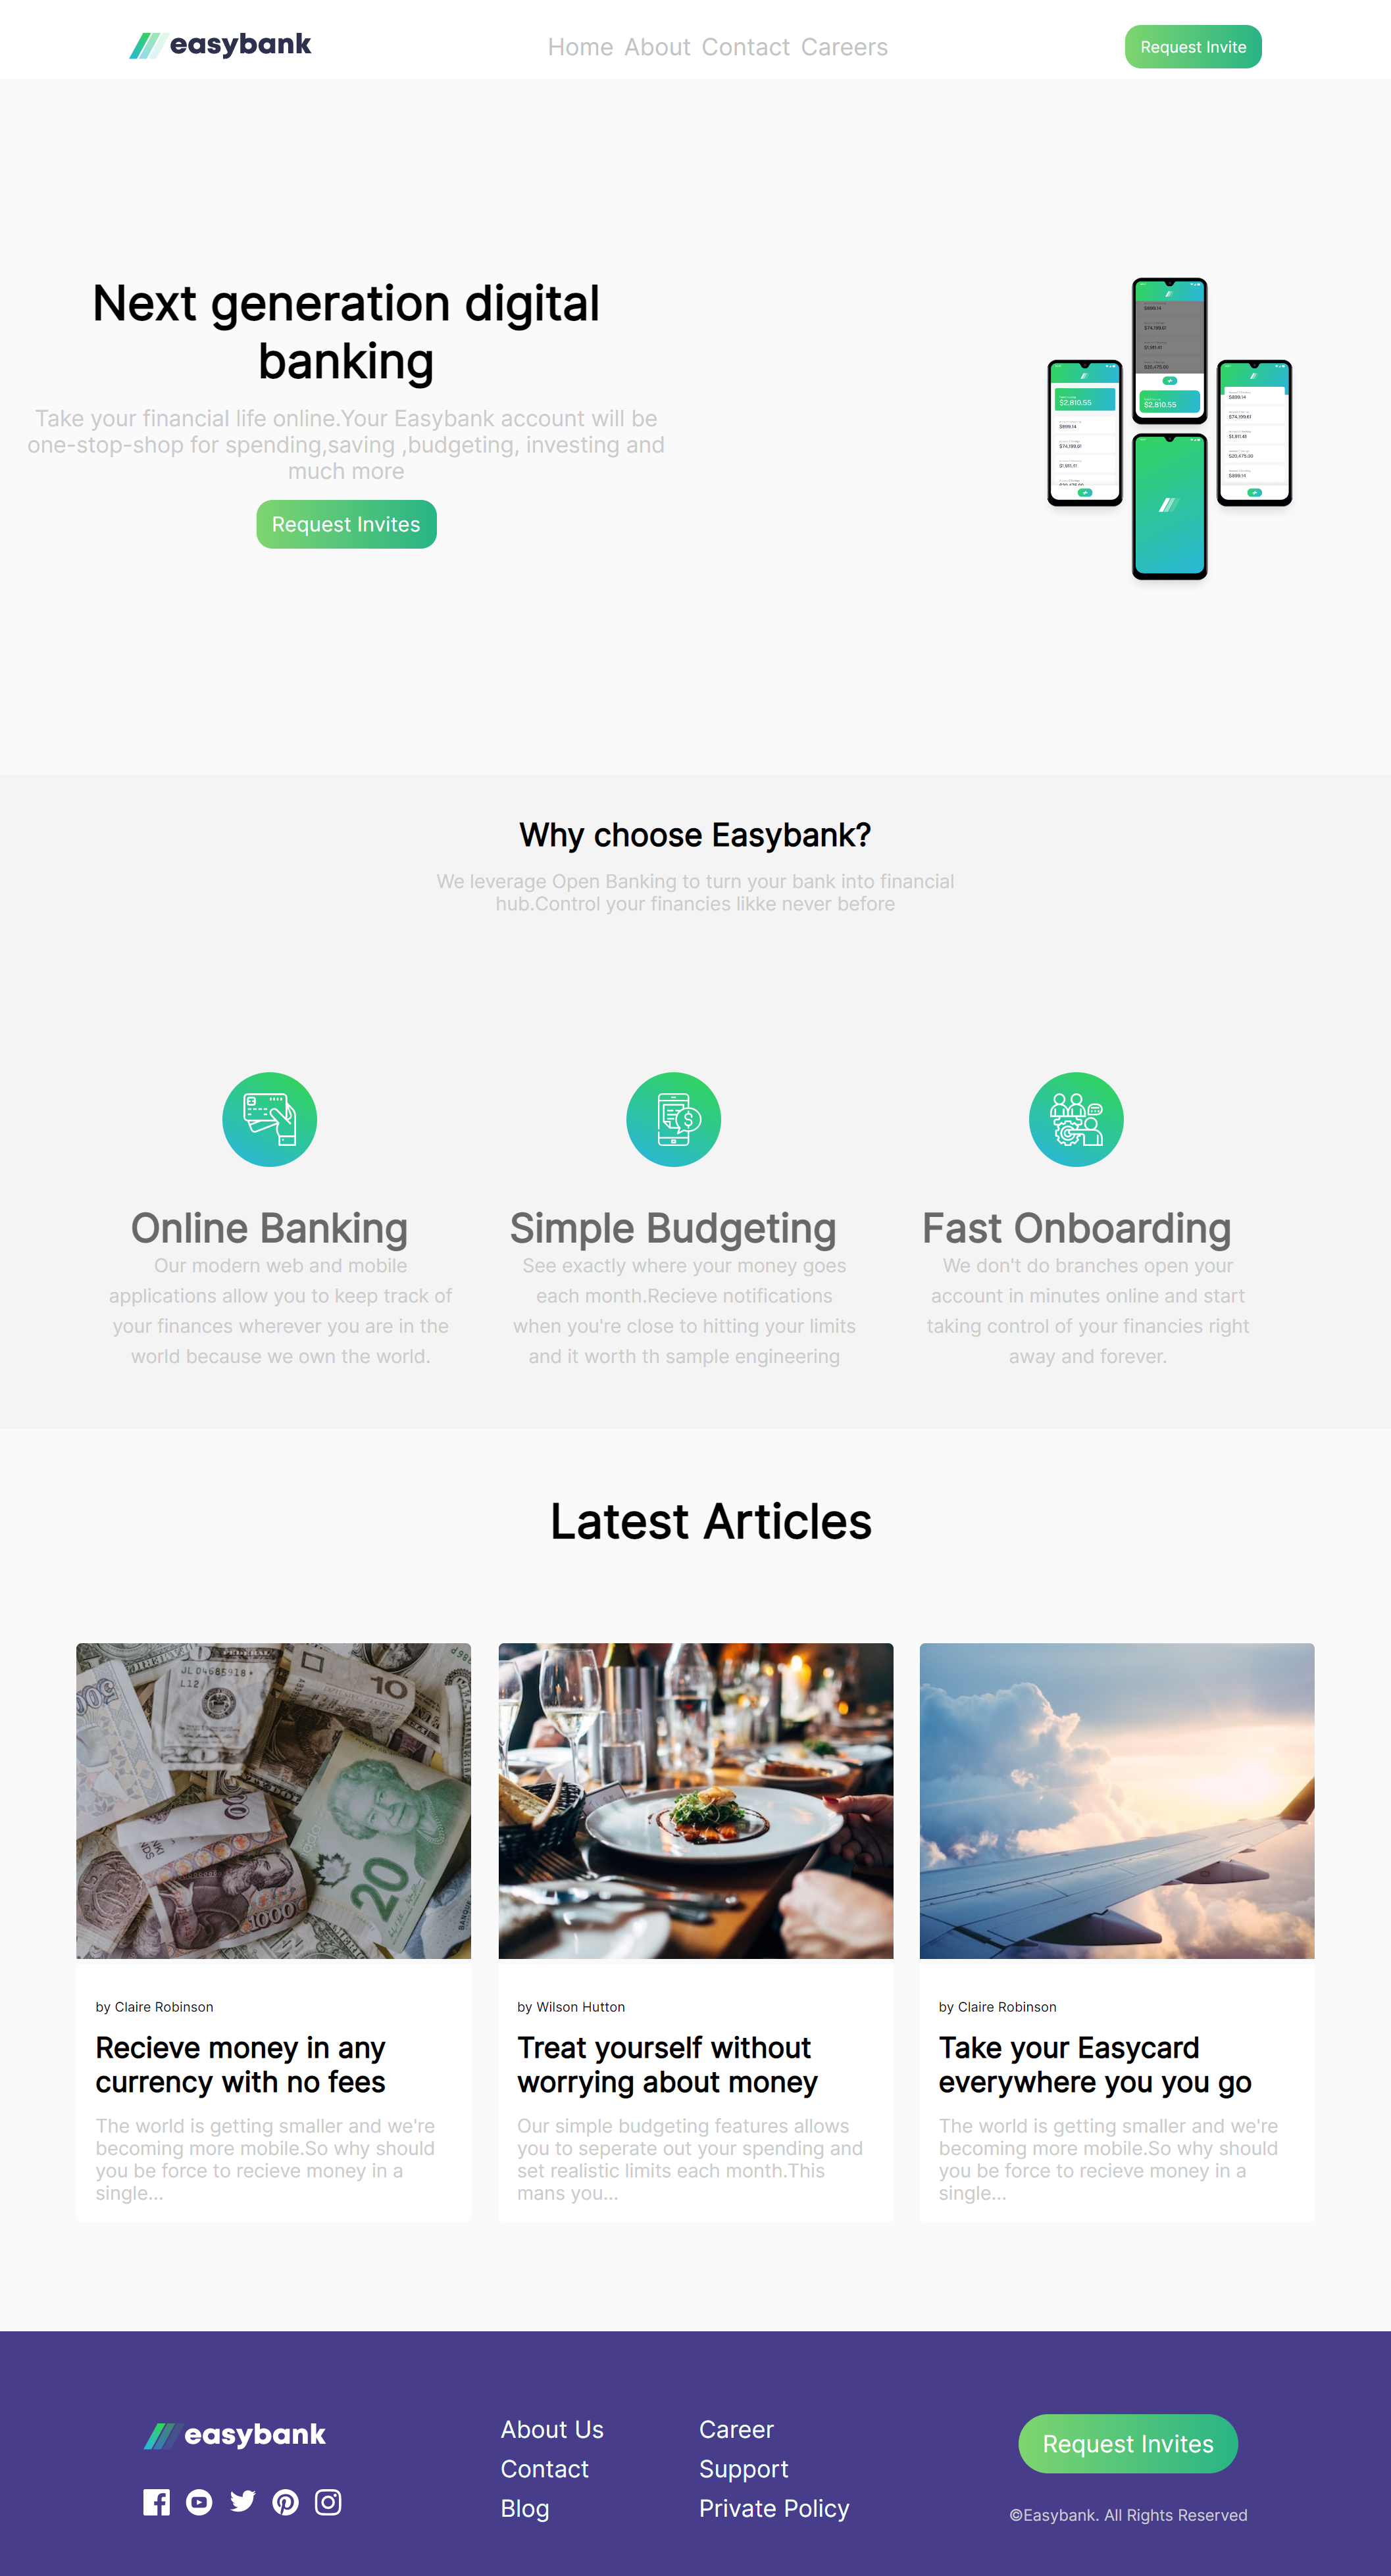 easybank
Home About Contact Careers
Request Invite
Next generation digital
banking
Take your financial life online.Your Easybank account will be
one-stop-shop for spending,saving ,budgeting, investing and
much more
Request Invites
$2,810.55
$2,810.55
Why choose Easybank?
We leverage Open Banking to turn your bank into financial
hub.Control your financies likke never before
Online Banking
Our modern web and mobile
applications allow you to keep track of
your finances wherever you are in the
world because we own the world.
Simple Budgeting
See exactly where your money goes
each month.Recieve notifications
when you're close to hitting your limits
and it worth th sample engineering
Fast Onboarding
We don't do branches open your
account in minutes online and start
taking control of your financies right
away and forever.
Latest Articles
by Claire Robinson
Recieve money in any
currency with no fees
The world is getting smaller and we're
becoming more mobile.So why should
you be force to recieve money in a
single...
by Wilson Hutton
Treat yourself without
worrying about money
Our simple budgeting features allows
you to seperate out your spending and
set realistic limits each month.This
mans you...
by Claire Robinson
Take your Easycard
everywhere you you go
The world is getting smaller and we're
becoming more mobile.So why should
you be force to recieve money in a
single...
easybank
About Us
Contact
Blog
Career
Support
Private Policy
Request Invites
©Easybank. All Rights Reserved